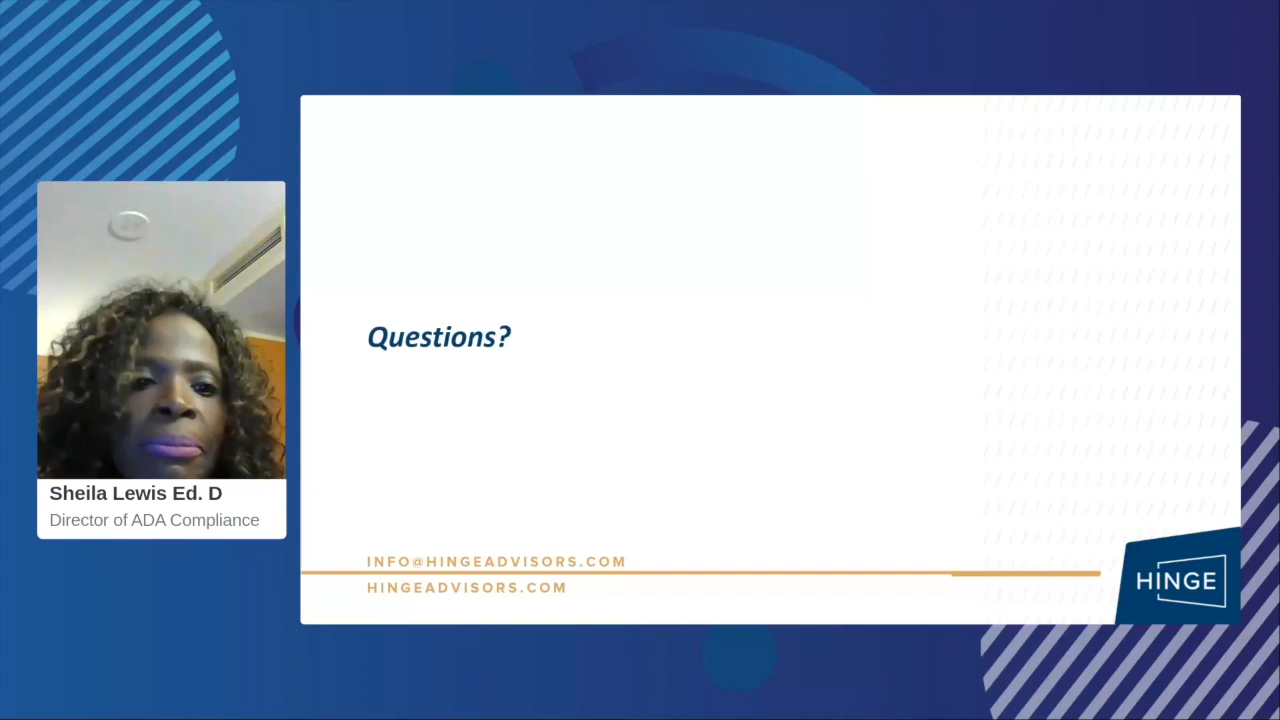 Questions?
Sheila Lewis Ed. D
Director of ADA Compliance
INFO@HINGEADVISORS.COM
HINGEADVISORS.COM
HINGE